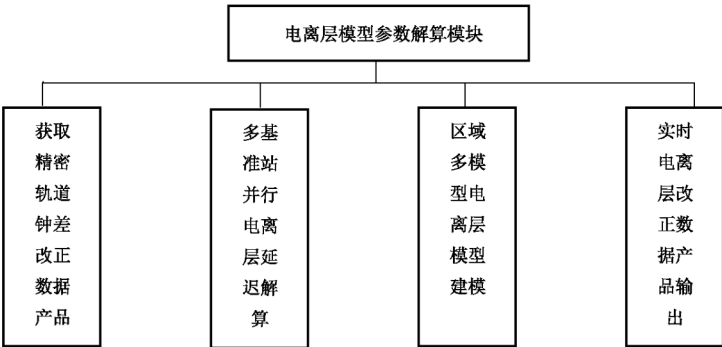 电离层模型参数解算模块
获取
精密
轨道
钟差
改正
数据
产品
多基
准站
并行
电离
层延
迟解
算
区域
多模
型电
离层
模型
建模
实时
电离
层改
正数
据产
品输
出